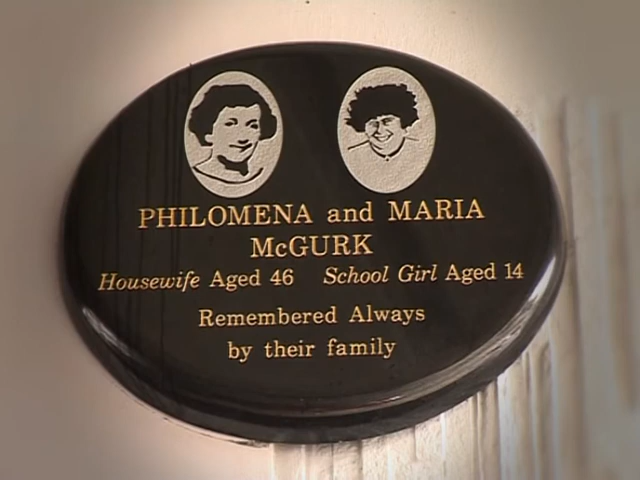 PHILOMENA and MARIA
McGURK
Housewife Aged 46 School Girl Aged 14
Remembered Always
by their family